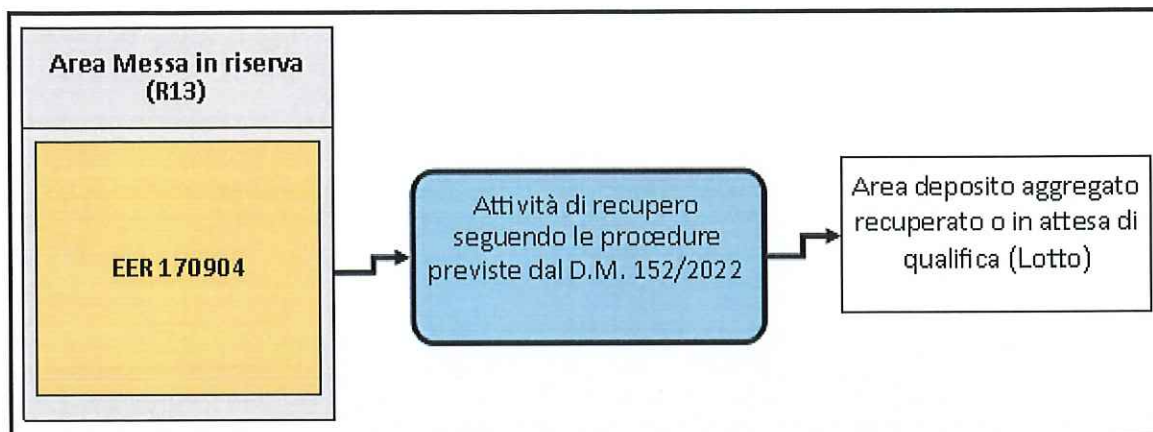 Area Messa in riserva
(R13)
EER 170904
Attività di recupero
seguendo le procedure
previste dal D.M. 152/2022
Area deposito aggregato
recuperato o in attesa di
qualifica (Lotto)